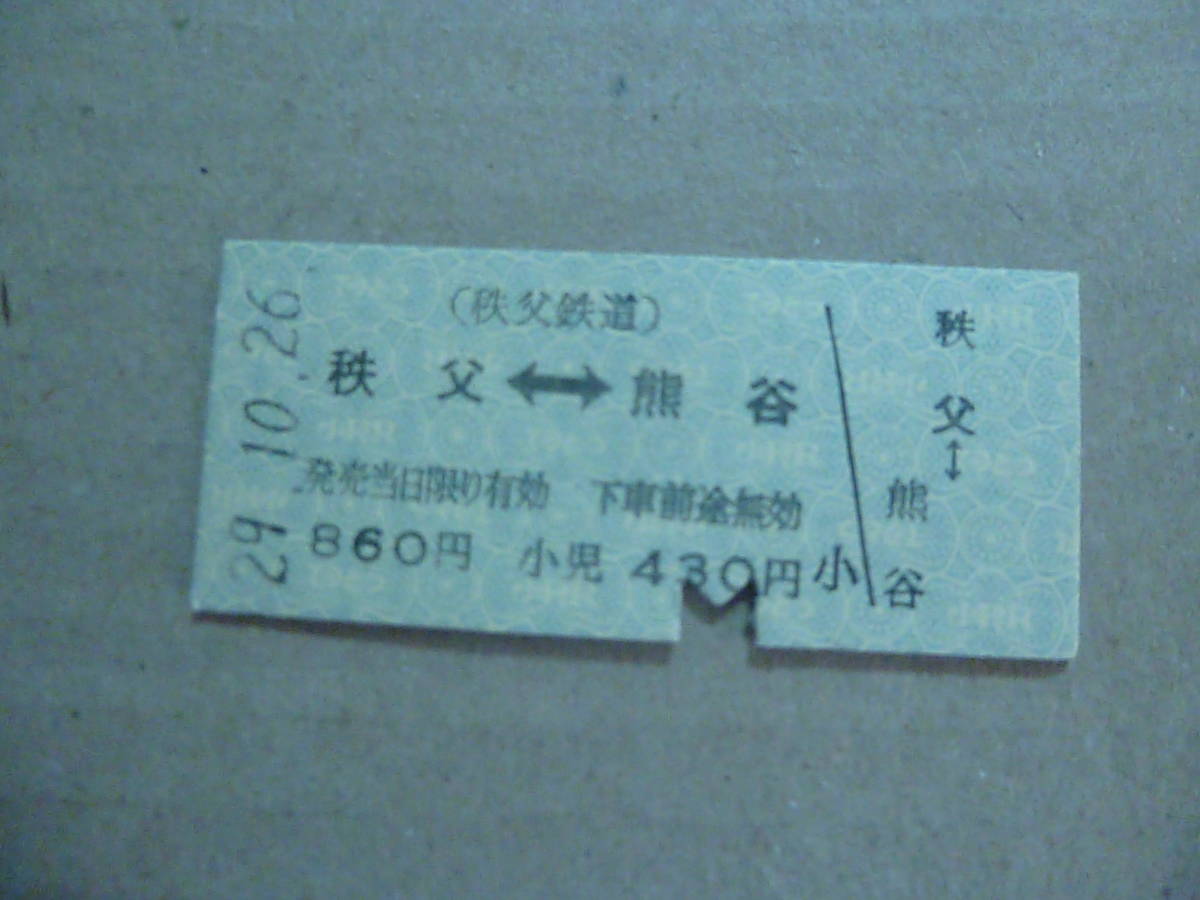 29.10.26
(秩父鉄道)
秩父↔熊谷
発売当日限り有効 下車前途無効
860円 小児 430円
小
秩父↕
熊谷